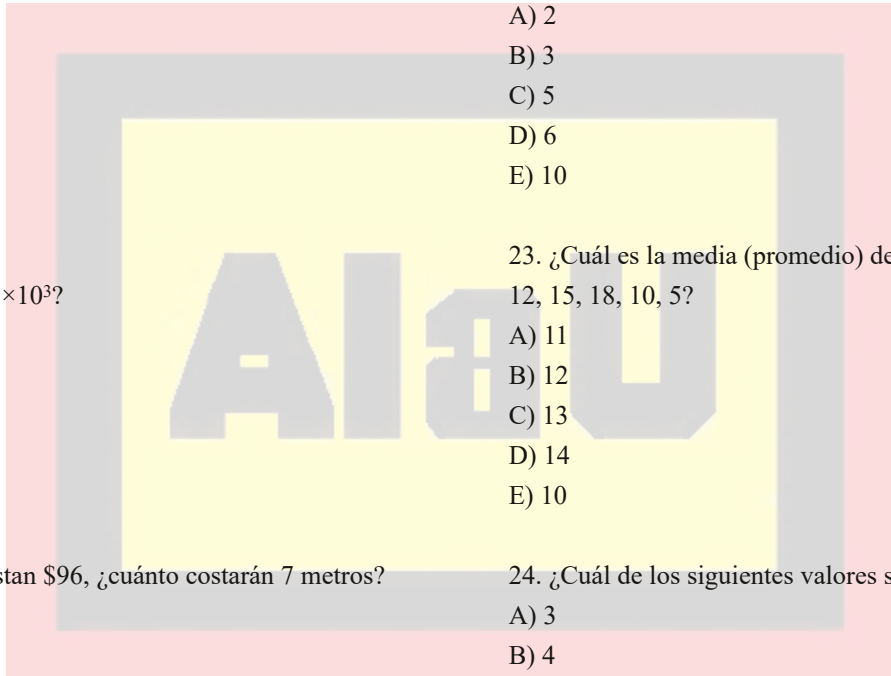 ×10³?
stan $96, ¿cuánto costarán 7 metros?
A) 2
B) 3
C) 5
D) 6
E) 10
23. ¿Cuál es la media (promedio) de
12, 15, 18, 10, 5?
A) 11
B) 12
C) 13
D) 14
E) 10
24. ¿Cuál de los siguientes valores s
A) 3
B) 4
AlaU